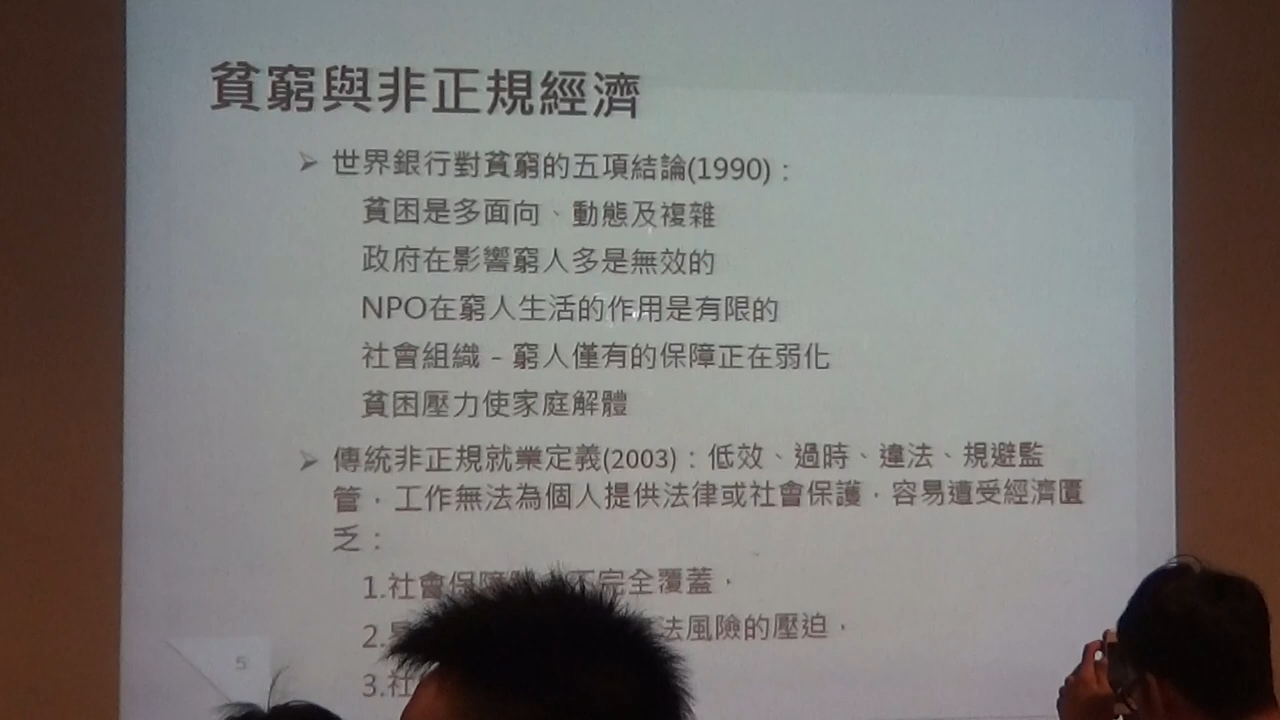 貧窮與非正規經濟
➢ 世界銀行對貧窮的五項結論(1990)：
貧困是多面向、動態及複雜
政府在影響窮人多是無效的
NPO在窮人生活的作用是有限的
社會組織－窮人僅有的保障正在弱化
貧困壓力使家庭解體
➢ 傳統非正規就業定義(2003)：低效、過時、違法、規避監
管，工作無法為個人提供法律或社會保護，容易遭受經濟匱
乏：
1.社會保障 不完全覆蓋，
2. 法風險的壓迫，
3.社
5